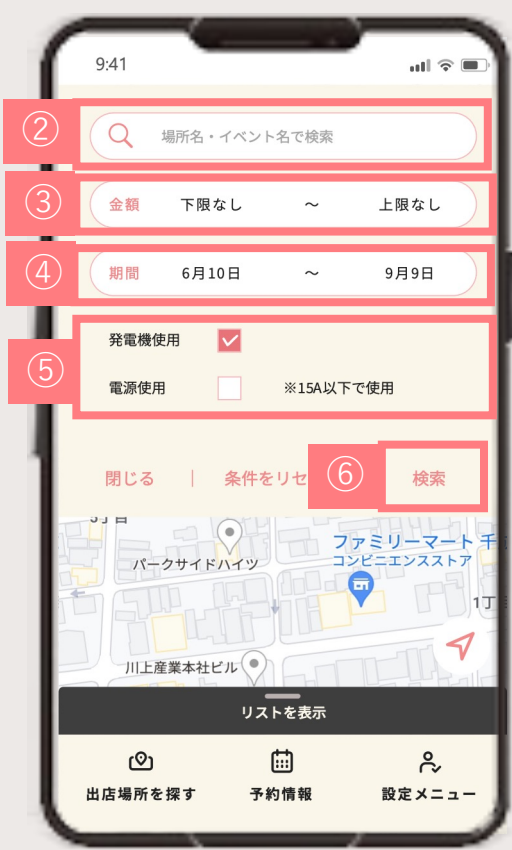 9:41
②
場所名・イベント名で検索
③
金額 下限なし ～ 上限なし
④
期間 6月10日 ～ 9月9日
⑤
発電機使用
電源使用 ※15A以下で使用
⑥
閉じる | 条件をリセ 検索
5丁目
パークサイドハイツ
ファミリーマート 千
コンビニエンスストア
1丁
川上産業本社ビル
リストを表示
出店場所を探す 予約情報 設定メニュー